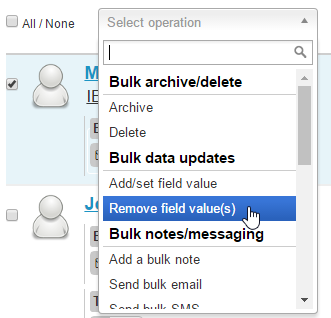 All / None
Select operation
M
IE
Bulk archive/delete
Archive
Delete
Bulk data updates
Add/set field value
Je
Remove field value(s)
Bulk notes/messaging
Add a bulk note
Send bulk email
Send bulk SMS